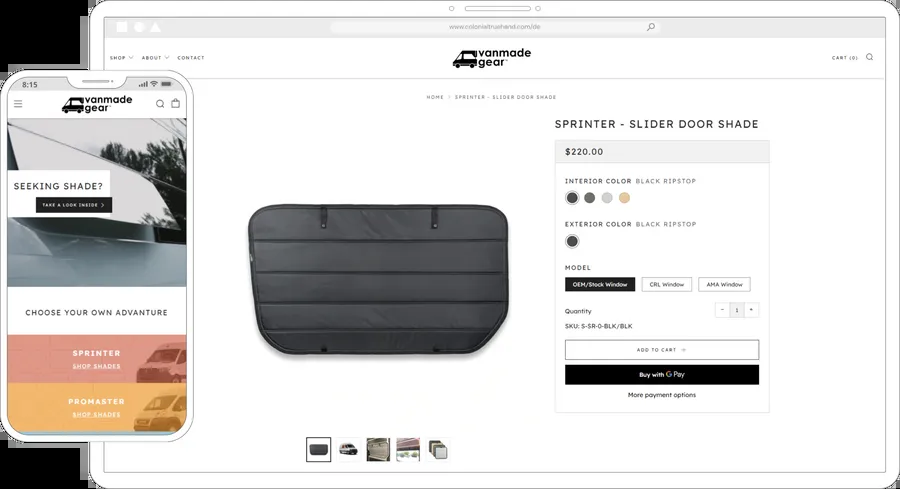 www.colonieltruehand.com/de
SHOP ABOUT CONTACT
vanmade
gear™
CART (0)
HOME / SPRINTER - SLIDER DOOR SHADE
SPRINTER - SLIDER DOOR SHADE
$220.00
INTERIOR COLOR BLACK RIPSTOP
EXTERIOR COLOR BLACK RIPSTOP
MODEL
OEM/Stock Window CRL Window AMA Window
Quantity - 1 +
SKU: S-SR-0-BLK/BLK
ADD TO CART
Buy with G Pay
More payment options
8:15
vanmade
gear
SEEKING SHADE?
TAKE A LOOK INSIDE >
CHOOSE YOUR OWN ADVANTURE
SPRINTER
SHOP SHADES
PROMASTER
SHOP SHADES